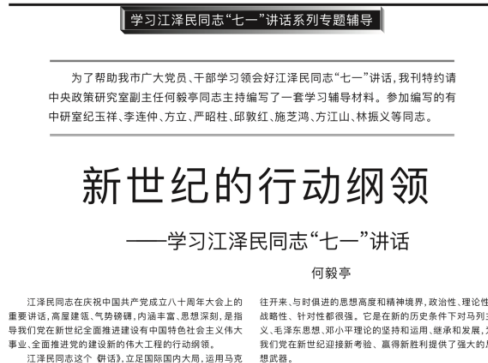 学习江泽民同志“七一”讲话系列专题辅导
为了帮助我市广大党员、干部学习领会好江泽民同志“七一”讲话,我刊特约请
中央政策研究室副主任何毅亭同志主持编写了一套学习辅导材料。参加编写的有
中研室纪玉祥、李连仲、方立、严昭柱、邱敦红、施芝鸿、方江山、林振义等同志。
新世纪的行动纲领
——学习江泽民同志“七一”讲话
何毅亭
江泽民同志在庆祝中国共产党成立八十周年大会上的
重要讲话,高屋建瓴、气势磅礴,内涵丰富、思想深刻,是指
导我们党在新世纪全面推进建设有中国特色社会主义伟大
事业、全面推进党的建设新的伟大工程的行动纲领。
江泽民同志这个《讲话》,立足国际国内大局,运用马克
往开来、与时俱进的思想高度和精神境界,政治性、理论性
战略性、针对性都很强。它是在新的历史条件下对马列主
义、毛泽东思想、邓小平理论的坚持和运用、继承和发展,
我们党在新世纪迎接新考验、赢得新胜利提供了强大的
想武器。